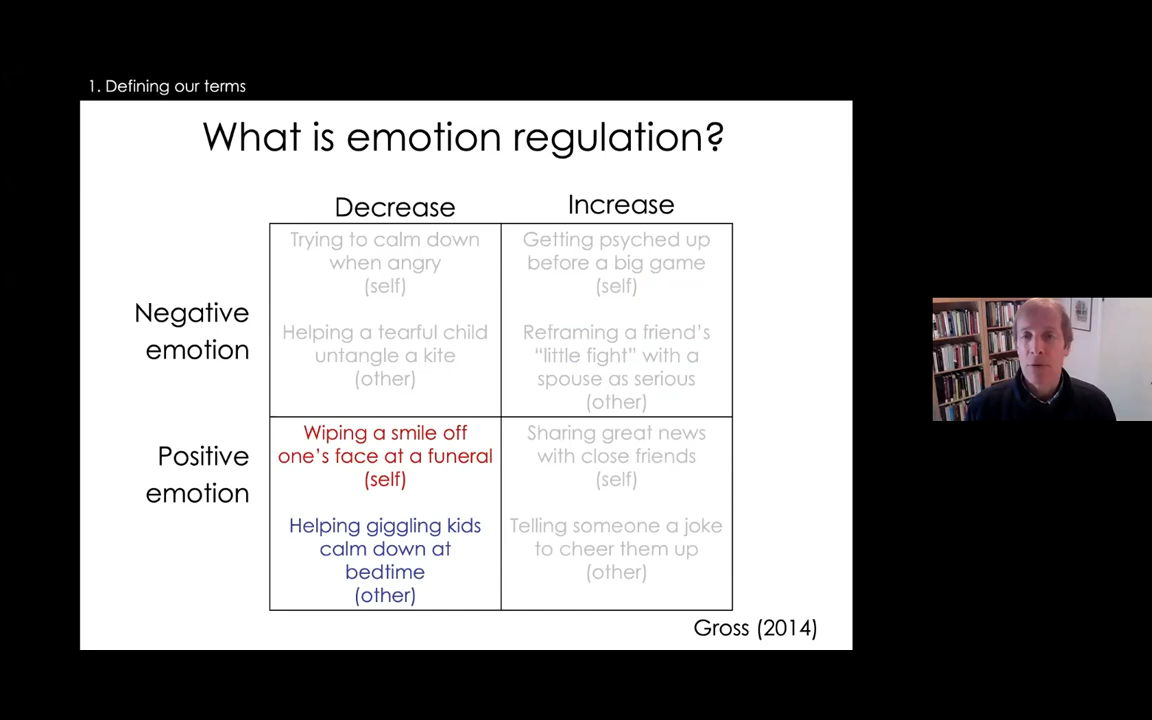 1. Defining our terms
What is emotion regulation?
Decrease
Increase
Negative
emotion
Trying to calm down
when angry
(self)
Helping a tearful child
untangle a kite
(other)
Getting psyched up
before a big game
(self)
Reframing a friend's
“little fight” with a
spouse as serious
(other)
Positive
emotion
Wiping a smile off
one's face at a funeral
(self)
Helping giggling kids
calm down at
bedtime
(other)
Sharing great news
with close friends
(self)
Telling someone a joke
to cheer them up
(other)
Gross (2014)